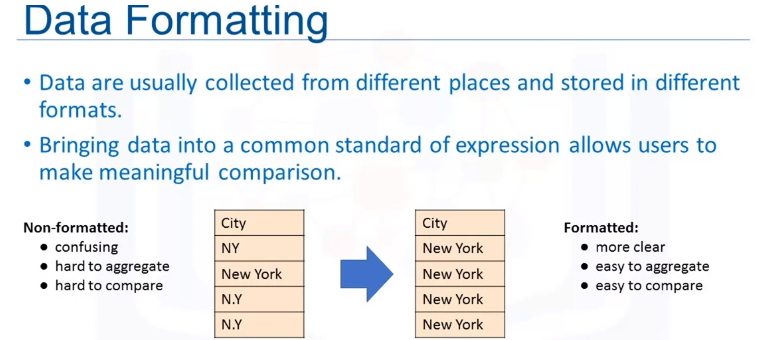 Data Formatting
• Data are usually collected from different places and stored in different
formats.
• Bringing data into a common standard of expression allows users to
make meaningful comparison.
Non-formatted:
● confusing
● hard to aggregate
● hard to compare
City
NY
New York
N.Y
N.Y
City
New York
New York
New York
New York
Formatted:
● more clear
● easy to aggregate
● easy to compare